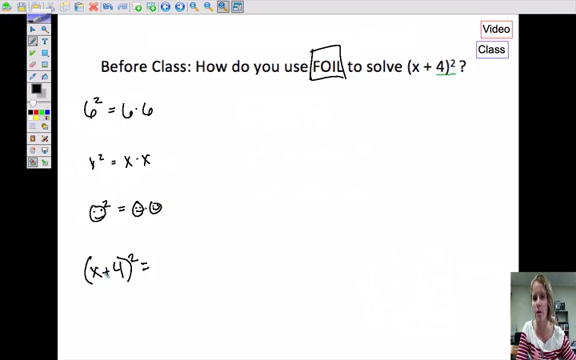 Video
Class
Before Class: How do you use FOIL to solve (x + 4)² ?
6² = 6 · 6
x² = x · x
☺² = ☺ · ☺
(x+4)² =